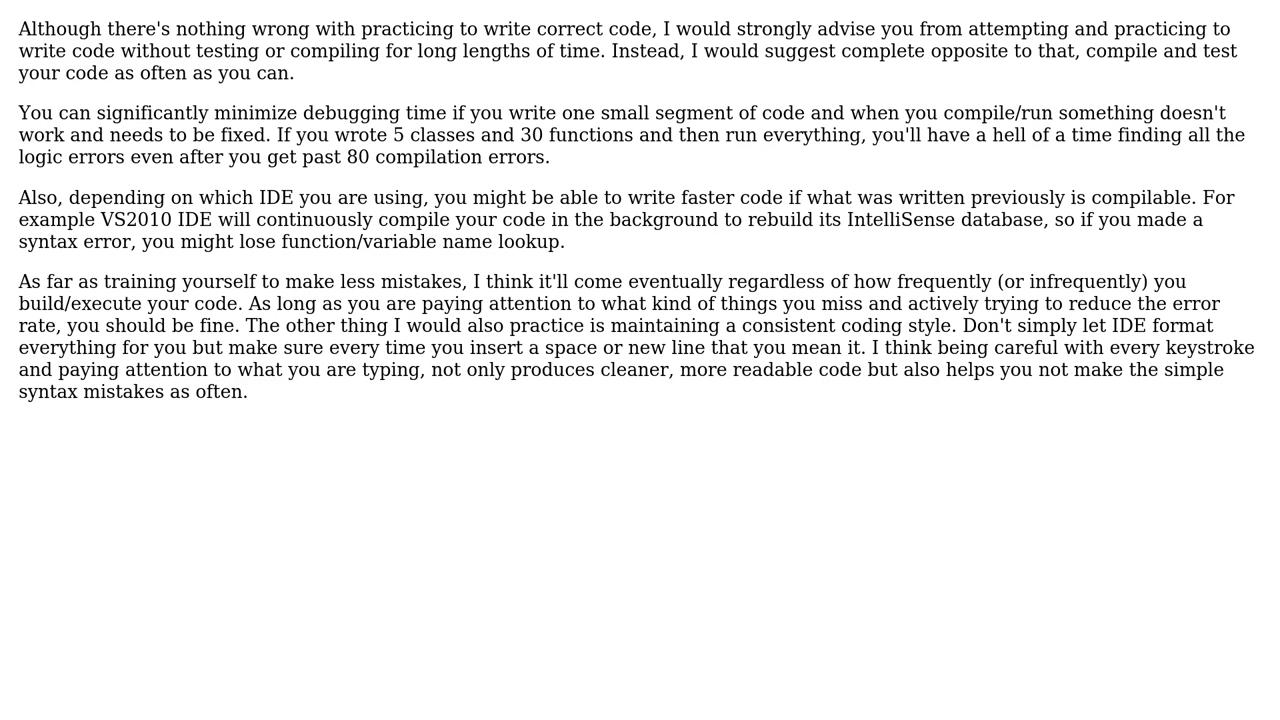 Although there's nothing wrong with practicing to write correct code, I would strongly advise you from attempting and practicing to
write code without testing or compiling for long lengths of time. Instead, I would suggest complete opposite to that, compile and test
your code as often as you can.
You can significantly minimize debugging time if you write one small segment of code and when you compile/run something doesn't
work and needs to be fixed. If you wrote 5 classes and 30 functions and then run everything, you'll have a hell of a time finding all the
logic errors even after you get past 80 compilation errors.
Also, depending on which IDE you are using, you might be able to write faster code if what was written previously is compilable. For
example VS2010 IDE will continuously compile your code in the background to rebuild its IntelliSense database, so if you made a
syntax error, you might lose function/variable name lookup.
As far as training yourself to make less mistakes, I think it'll come eventually regardless of how frequently (or infrequently) you
build/execute your code. As long as you are paying attention to what kind of things you miss and actively trying to reduce the error
rate, you should be fine. The other thing I would also practice is maintaining a consistent coding style. Don't simply let IDE format
everything for you but make sure every time you insert a space or new line that you mean it. I think being careful with every keystroke
and paying attention to what you are typing, not only produces cleaner, more readable code but also helps you not make the simple
syntax mistakes as often.